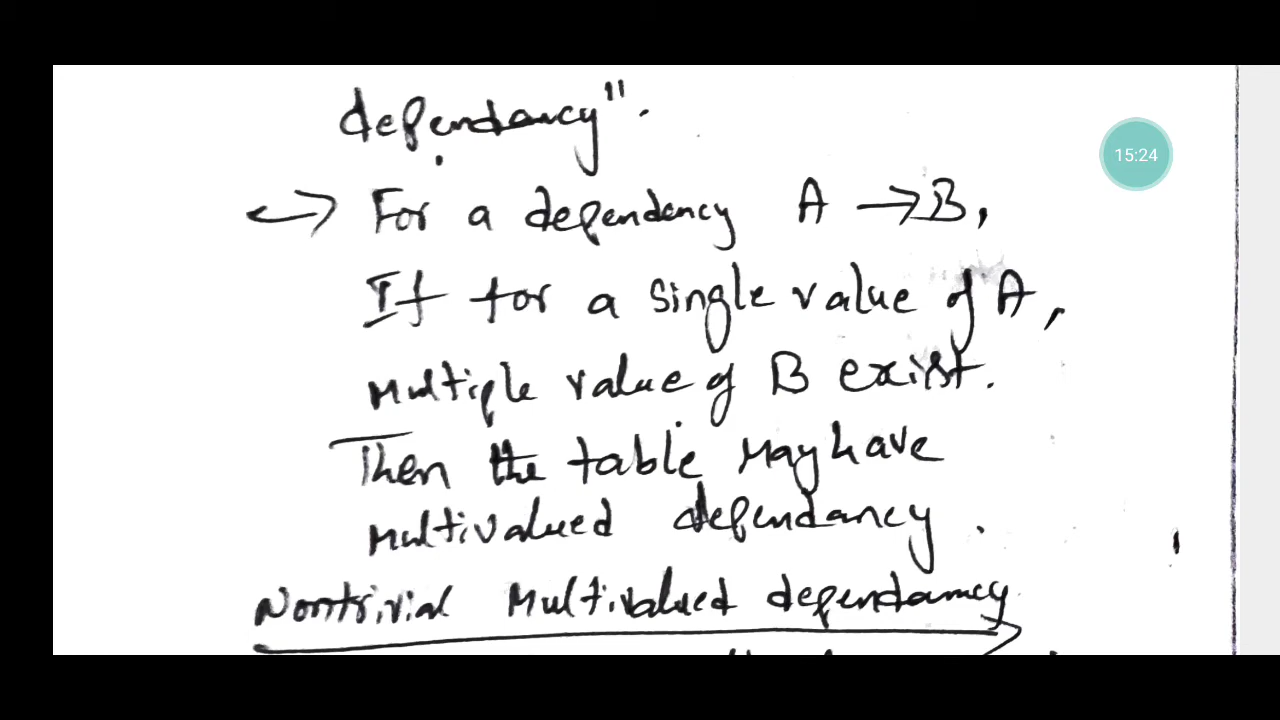 dependancy".
15:24
↪ For a dependency A → B,
If for a single value of A,
multiple value of B exist.
Then the table may have
multivalued dependancy.
Nontrivial multivalued dependancy